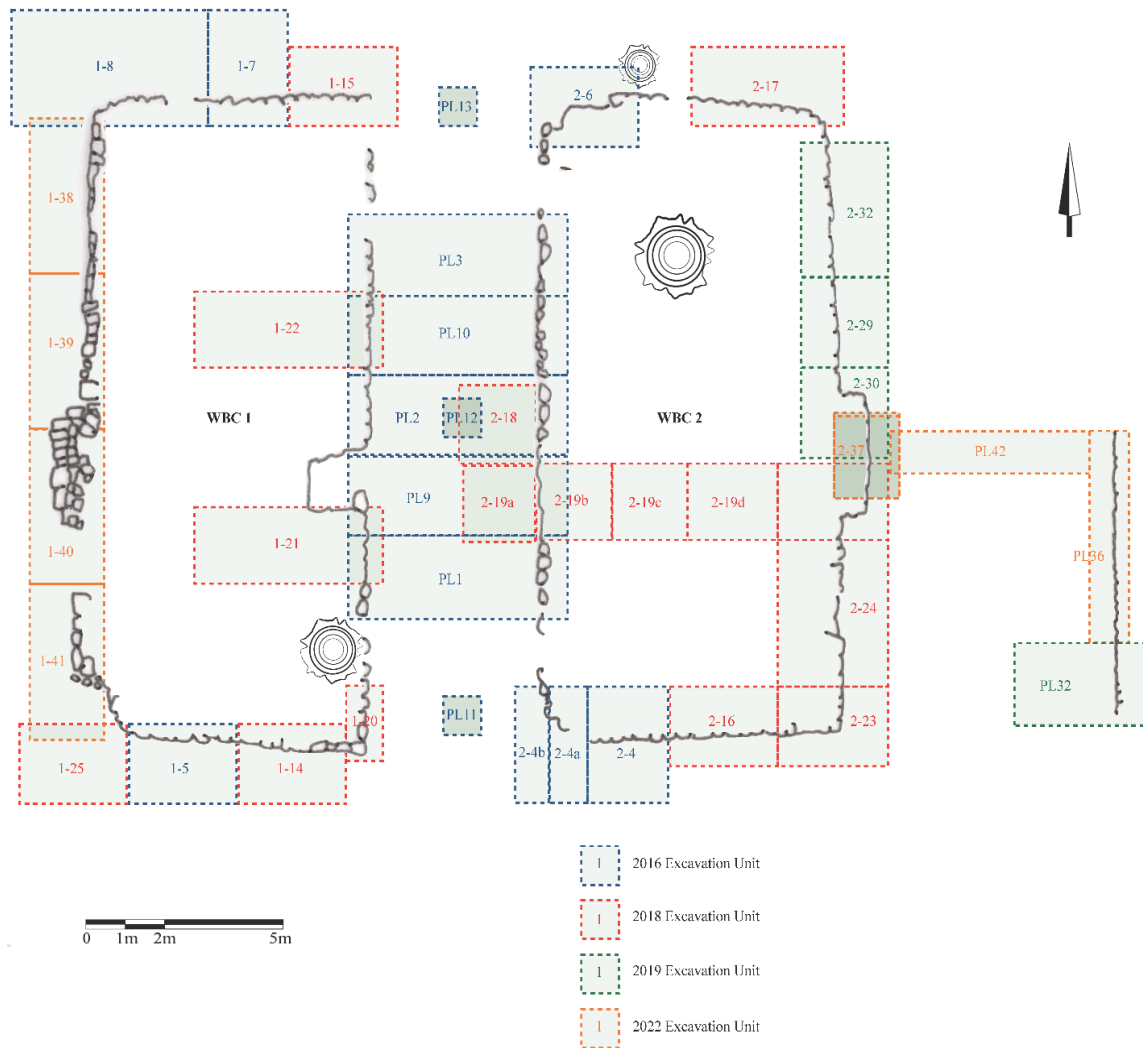 1-8
1-7
1-15
PL13
2-6
2-17
1-38
2-32
PL3
1-22
PL10
2-29
1-39
2-30
WBC 1
PL2
PL12
2-18
WBC 2
2-37
PL42
PL9
2-19a
2-19b
2-19c
2-19d
1-40
1-21
PL1
PL36
2-24
1-41
PL32
1-20
PL11
2-4b
2-4a
2-4
2-16
2-23
1-25
1-5
1-14
1 2016 Excavation Unit
1 2018 Excavation Unit
0 1m 2m 5m
1 2019 Excavation Unit
1 2022 Excavation Unit